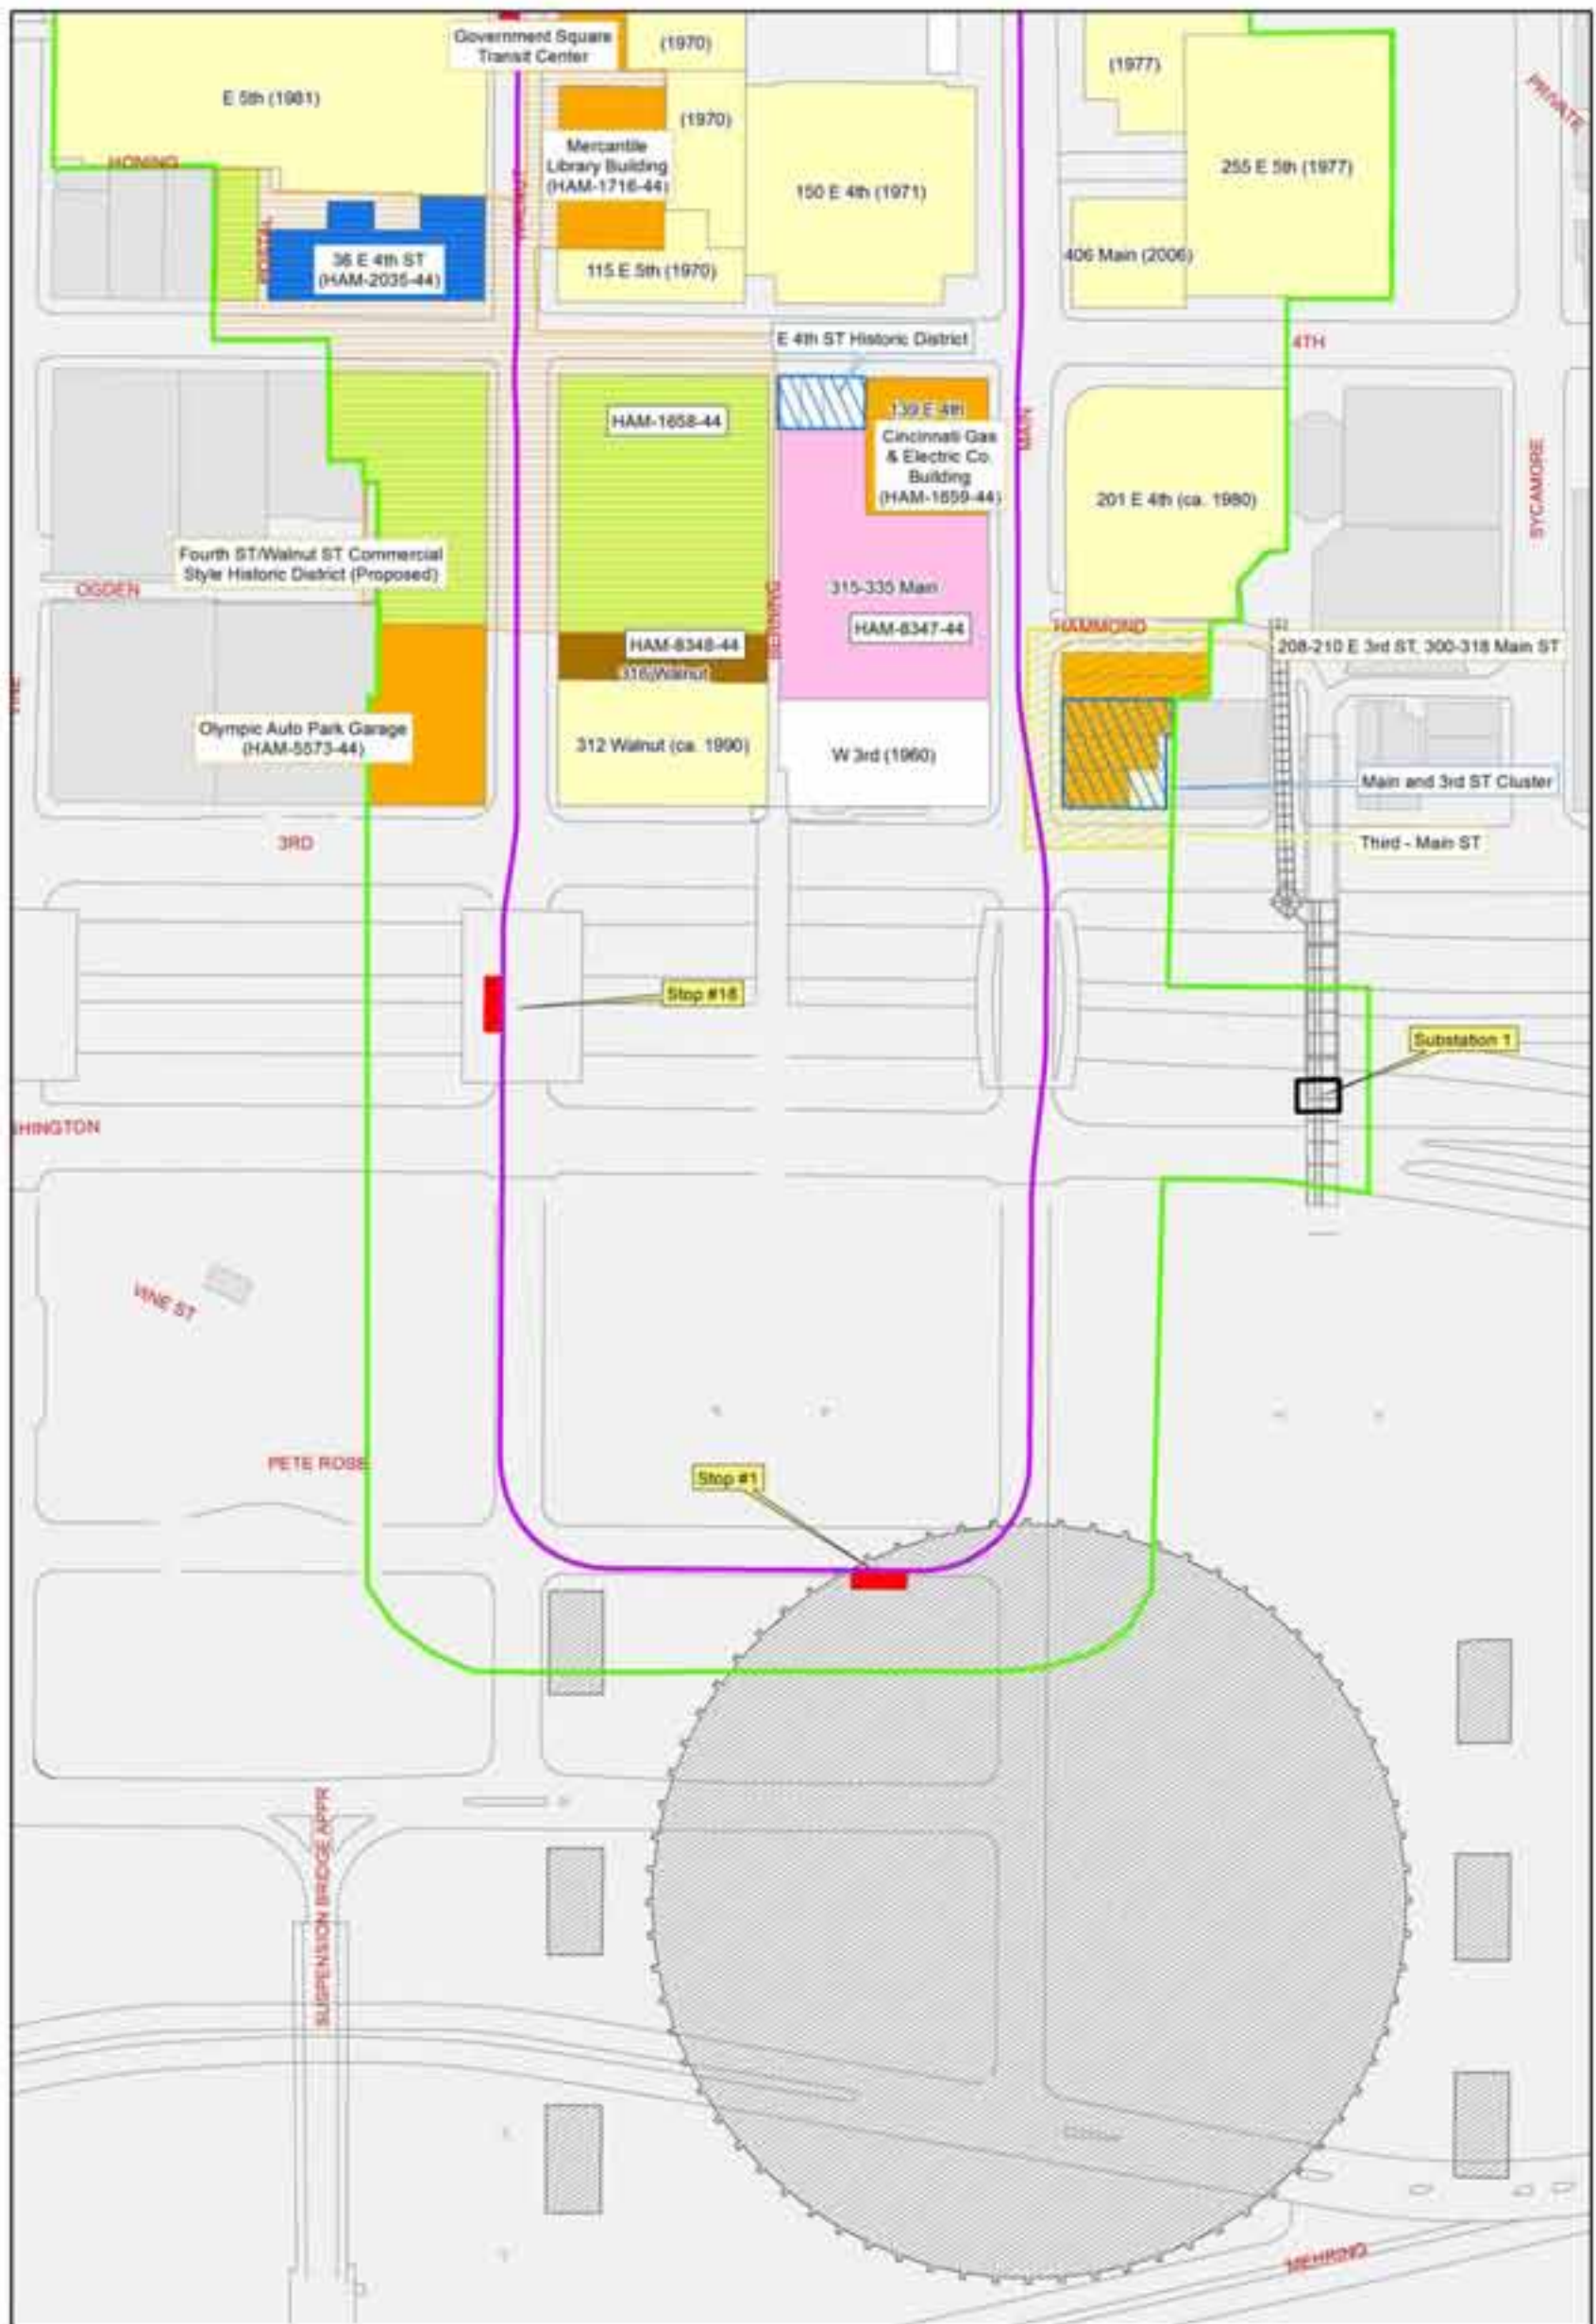 Government Square
Transit Center
(1970)
(1977)
E 5th (1981)
PRIVATE
(1970)
Mercantile
Library Building
(HAM-1716-44)
HONING
255 E 5th (1977)
150 E 4th (1971)
36 E 4th ST
(HAM-2035-44)
406 Main (2006)
115 E 5th (1970)
E 4th ST Historic District
4TH
139 E 4th
HAM-1658-44
MAIN
Cincinnati Gas
& Electric Co.
Building
(HAM-1659-44)
SYCAMORE
201 E 4th (ca. 1980)
Fourth ST/Walnut ST Commercial
Style Historic District (Proposed)
OGDEN
315-335 Main
HAM-8347-44
HAMMOND
HAM-8348-44
208-210 E 3rd ST, 300-318 Main ST
316 Walnut
VINE
Olympic Auto Park Garage
(HAM-5573-44)
312 Walnut (ca. 1990)
W 3rd (1960)
Main and 3rd ST Cluster
3RD
Third - Main ST
Stop #18
Substation 1
SHINGTON
VINE ST
PETE ROSE
Stop #1
SUSPENSION BRIDGE APPR
MEHRING